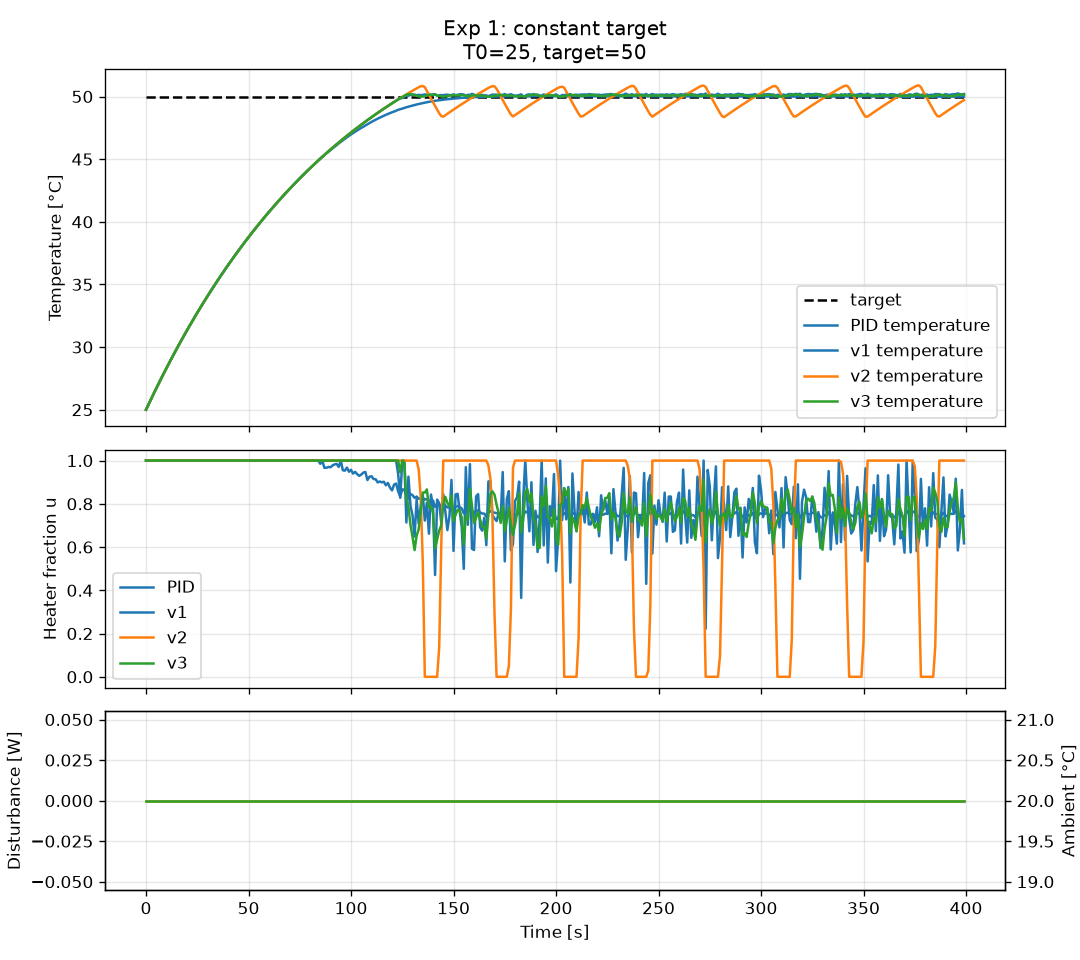 Exp 1: constant target
T0=25, target=50
Temperature [°C]
50
45
40
35
30
25
target
PID temperature
v1 temperature
v2 temperature
v3 temperature
Heater fraction u
1.0
0.8
0.6
0.4
0.2
0.0
PID
v1
v2
v3
Disturbance [W]
0.050
0.025
0.000
−0.025
−0.050
21.0
20.5
20.0
19.5
19.0
Ambient [°C]
0
50
100
150
200
250
300
350
400
Time [s]